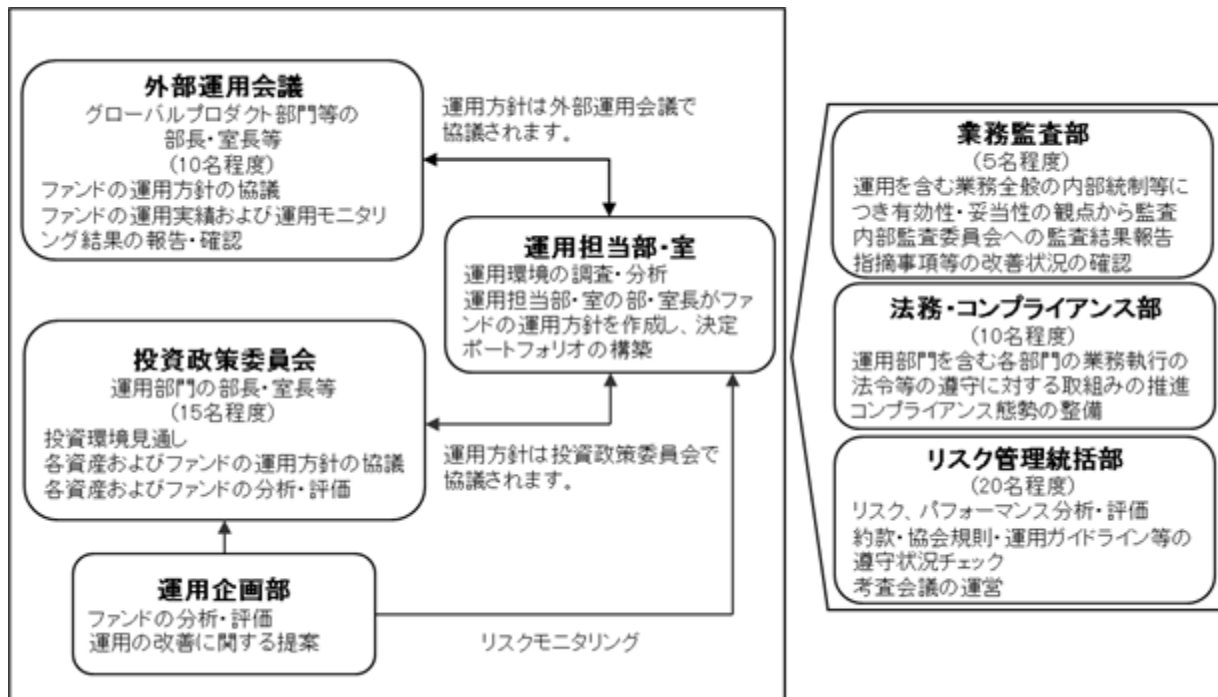 外部運用会議
グローバルプロダクト部門等の
部長・室長等
(10名程度)
ファンドの運用方針の協議
ファンドの運用実績および運用モニタリ
ング結果の報告・確認
運用方針は外部運用会議で
協議されます。
運用担当部・室
運用環境の調査・分析
運用担当部・室の部・室長がファ
ンドの運用方針を作成し、決定
ポートフォリオの構築
投資政策委員会
運用部門の部長・室長等
(15名程度)
投資環境見通し
各資産およびファンドの運用方針の協議
各資産およびファンドの分析・評価
運用方針は投資政策委員会で
協議されます。
運用企画部
ファンドの分析・評価
運用の改善に関する提案
リスクモニタリング
業務監査部
(5名程度)
運用を含む業務全般の内部統制等に
つき有効性・妥当性の観点から監査
内部監査委員会への監査結果報告
指摘事項等の改善状況の確認
法務・コンプライアンス部
(10名程度)
運用部門を含む各部門の業務執行の
法令等の遵守に対する取組みの推進
コンプライアンス態勢の整備
リスク管理統括部
(20名程度)
リスク、パフォーマンス分析・評価
約款・協会規則・運用ガイドライン等の
遵守状況チェック
考査会議の運営